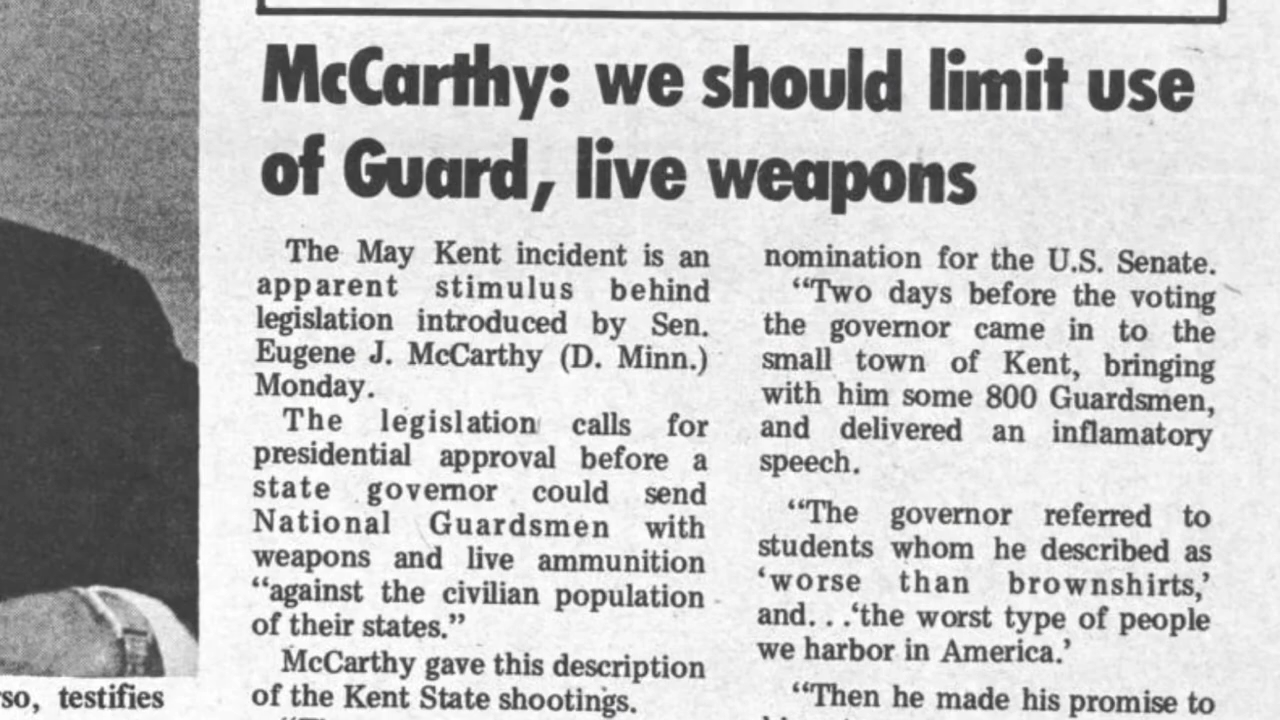 McCarthy: we should limit use
of Guard, live weapons
The May Kent incident is an
apparent stimulus behind
legislation introduced by Sen.
Eugene J. McCarthy (D. Minn.)
Monday.
The legislation calls for
presidential approval before a
state governor could send
National Guardsmen with
weapons and live ammunition
“against the civilian population
of their states.”
McCarthy gave this description
of the Kent State shootings.
nomination for the U.S. Senate.
“Two days before the voting
the governor came in to the
small town of Kent, bringing
with him some 800 Guardsmen,
and delivered an inflamatory
speech.
“The governor referred to
students whom he described as
‘worse than brownshirts,’
and. . .‘the worst type of people
we harbor in America.’
“Then he made his promise to
so, testifies